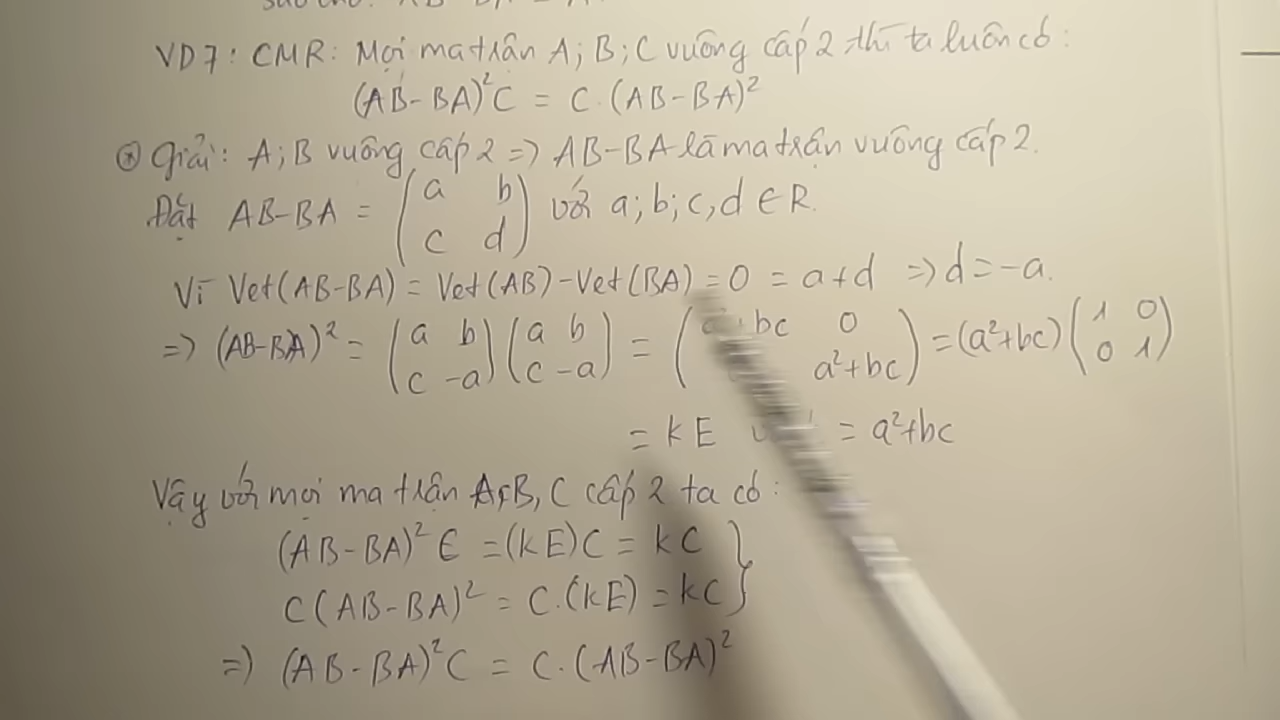 VD7: CMR: Mọi ma trận A; B; C vuông cấp 2 thì ta luôn có:
(AB-BA)²C = C.(AB-BA)²
⊛ Giải: A; B vuông cấp 2 => AB-BA là ma trận vuông cấp 2.
Đặt AB-BA = (a b; c d) với a; b; c, d ∈ R.
Vì Vet(AB-BA) = Vet(AB) - Vet(BA) = 0 = a+d => d = -a.
=> (AB-BA)² = (a b; c -a)(a b; c -a) = ( bc 0; a²+bc) = (a²+bc)(1 0; 0 1)
= kE = a²+bc
Vậy với mọi ma trận A, B, C cấp 2 ta có:
(AB-BA)² C = (kE)C = kC
C(AB-BA)² = C.(kE) = kC
=> (AB-BA)²C = C.(AB-BA)²